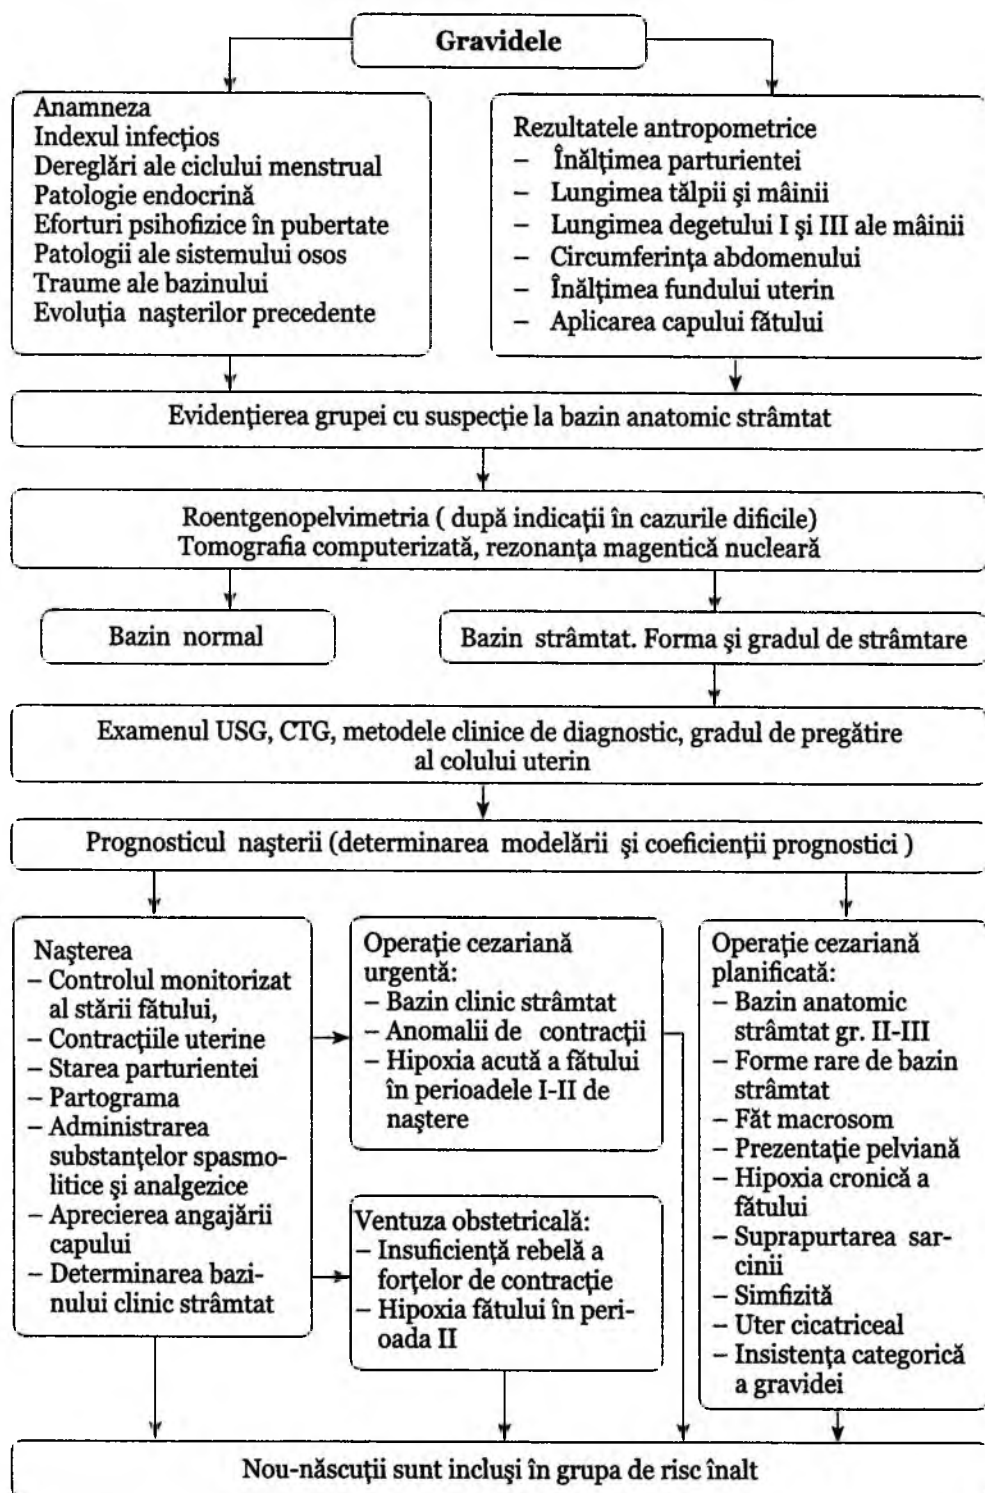 Gravidele
Anamneza
Indexul infecțios
Dereglări ale ciclului menstrual
Patologie endocrină
Eforturi psihofizice în pubertate
Patologii ale sistemului osos
Traume ale bazinului
Evoluția nașterilor precedente
Rezultatele antropometrice
– Înălțimea parturientei
– Lungimea tălpii și mâinii
– Lungimea degetului I și III ale mâinii
– Circumferința abdomenului
– Înălțimea fundului uterin
– Aplicarea capului fătului
Evidențierea grupei cu suspecție la bazin anatomic strâmtat
Roentgenopelvimetria ( după indicații în cazurile dificile)
Tomografia computerizată, rezonanța magentică nucleară
Bazin normal
Bazin strâmtat. Forma și gradul de strâmtare
Examenul USG, CTG, metodele clinice de diagnostic, gradul de pregătire
al colului uterin
Prognosticul nașterii (determinarea modelării și coeficienții prognostici )
Nașterea
– Controlul monitorizat
al stării fătului,
– Contracțiile uterine
– Starea parturientei
– Partograma
– Administrarea
substanțelor spasmo-
litice și analgezice
– Aprecierea angajării
capului
– Determinarea bazi-
nului clinic strâmtat
Operație cezariană
urgentă:
– Bazin clinic strâmtat
– Anomalii de contracții
– Hipoxia acută a fătului
în perioadele I-II de
naștere
Ventuza obstetricală:
– Insuficiență rebelă a
forțelor de contracție
– Hipoxia fătului în peri-
oada II
Operație cezariană
planificată:
– Bazin anatomic
strâmtat gr. II-III
– Forme rare de bazin
strâmtat
– Făt macrosom
– Prezentație pelviană
– Hipoxia cronică a
fătului
– Suprapurtarea sar-
cinii
– Simfizită
– Uter cicatriceal
– Insistența categorică
a gravidei
Nou-născuții sunt incluși în grupa de risc înalt